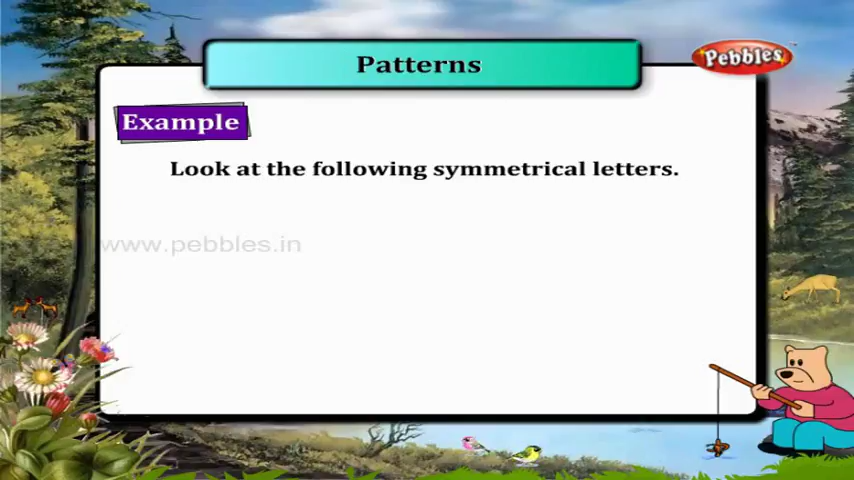 Patterns
Pebbles
Example
Look at the following symmetrical letters.
www.pebbles.in